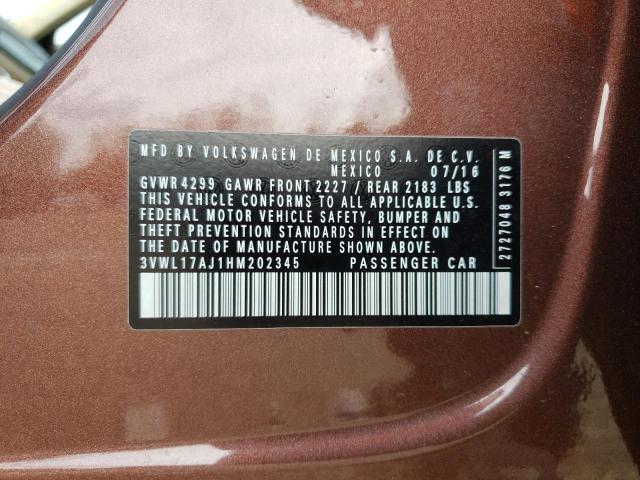 MFD BY VOLKSWAGEN DE MEXICO S.A. DE C.V.
MEXICO 07/16
GVWR 4299 GAWR FRONT 2227 / REAR 2183 LBS
THIS VEHICLE CONFORMS TO ALL APPLICABLE U.S.
FEDERAL MOTOR VEHICLE SAFETY, BUMPER AND
THEFT PREVENTION STANDARDS IN EFFECT ON
THE DATE OF MANUFACTURE SHOWN ABOVE.
3VWL17AJ1HM202345 PASSENGER CAR
2727048 3176 M